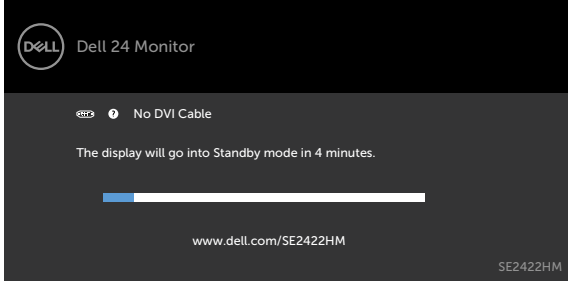 DELL Dell 24 Monitor
? No DVI Cable
The display will go into Standby mode in 4 minutes.
www.dell.com/SE2422HM
SE2422HM